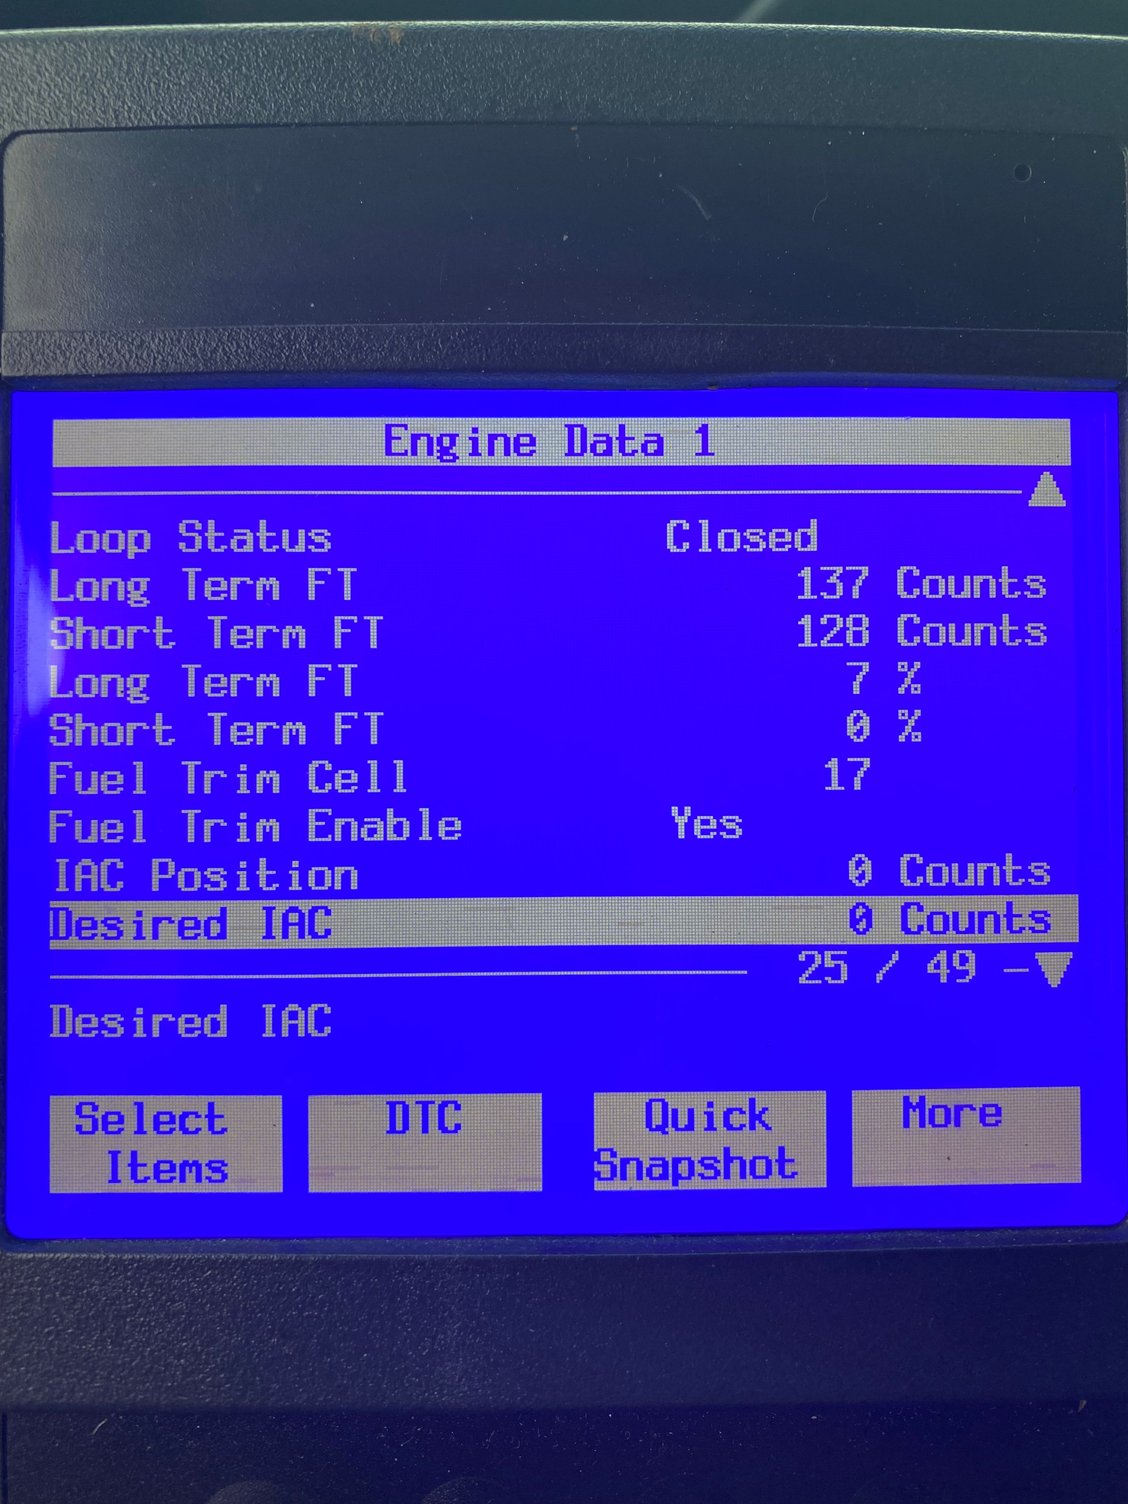 Engine Data 1
Loop Status Closed
Long Term FT 137 Counts
Short Term FT 128 Counts
Long Term FT 7 %
Short Term FT 0 %
Fuel Trim Cell 17
Fuel Trim Enable Yes
IAC Position 0 Counts
Desired IAC 0 Counts
25 / 49
Desired IAC
Select Items
DTC
Quick Snapshot
More